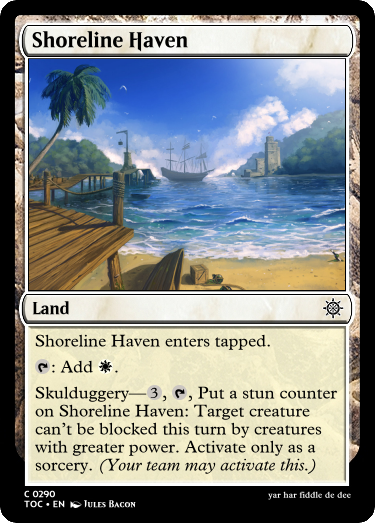 Shoreline Haven
Land
Shoreline Haven enters tapped.
: Add .
Skulduggery—3, , Put a stun counter
on Shoreline Haven: Target creature
can't be blocked this turn by creatures
with greater power. Activate only as a
sorcery. (Your team may activate this.)
C 0290
TOC • EN Jules Bacon
yar har fiddle de dee